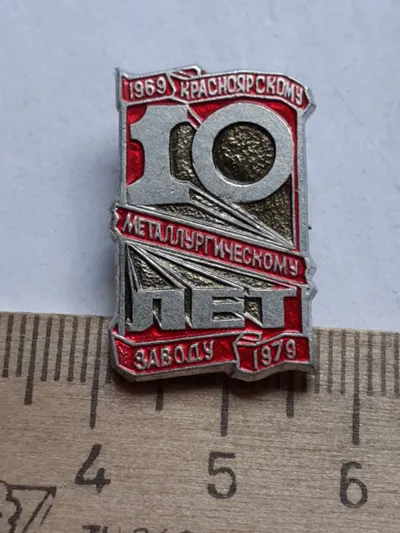 1969 КРАСНОЯРСКОМУ
10
МЕТАЛЛУРГИЧЕСКОМУ
ЛЕТ
ЗАВОДУ 1979
4 5 6